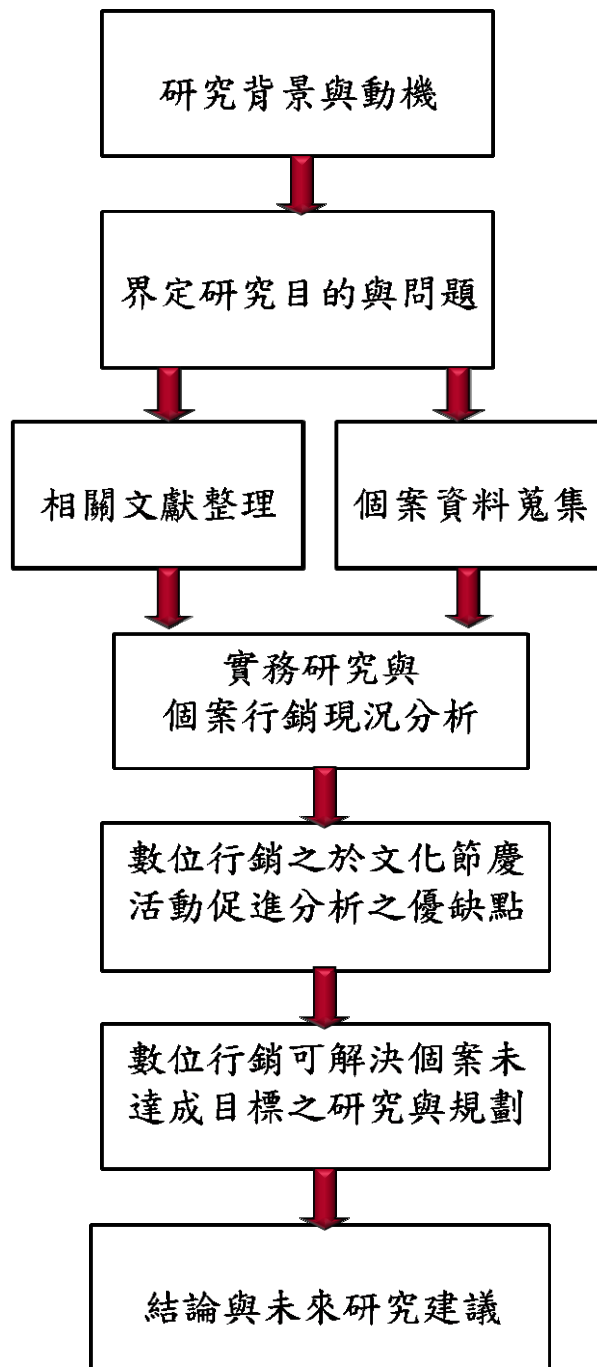 研究背景與動機
界定研究目的與問題
相關文獻整理
個案資料蒐集
實務研究與
個案行銷現況分析
數位行銷之於文化節慶
活動促進分析之優缺點
數位行銷可解決個案未
達成目標之研究與規劃
結論與未來研究建議